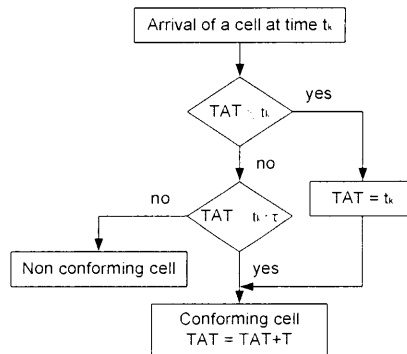 Arrival of a cell at time tₖ
yes
TAT tₖ
no
no
TAT tₖ τ
TAT = tₖ
Non conforming cell
yes
Conforming cell
TAT = TAT+T